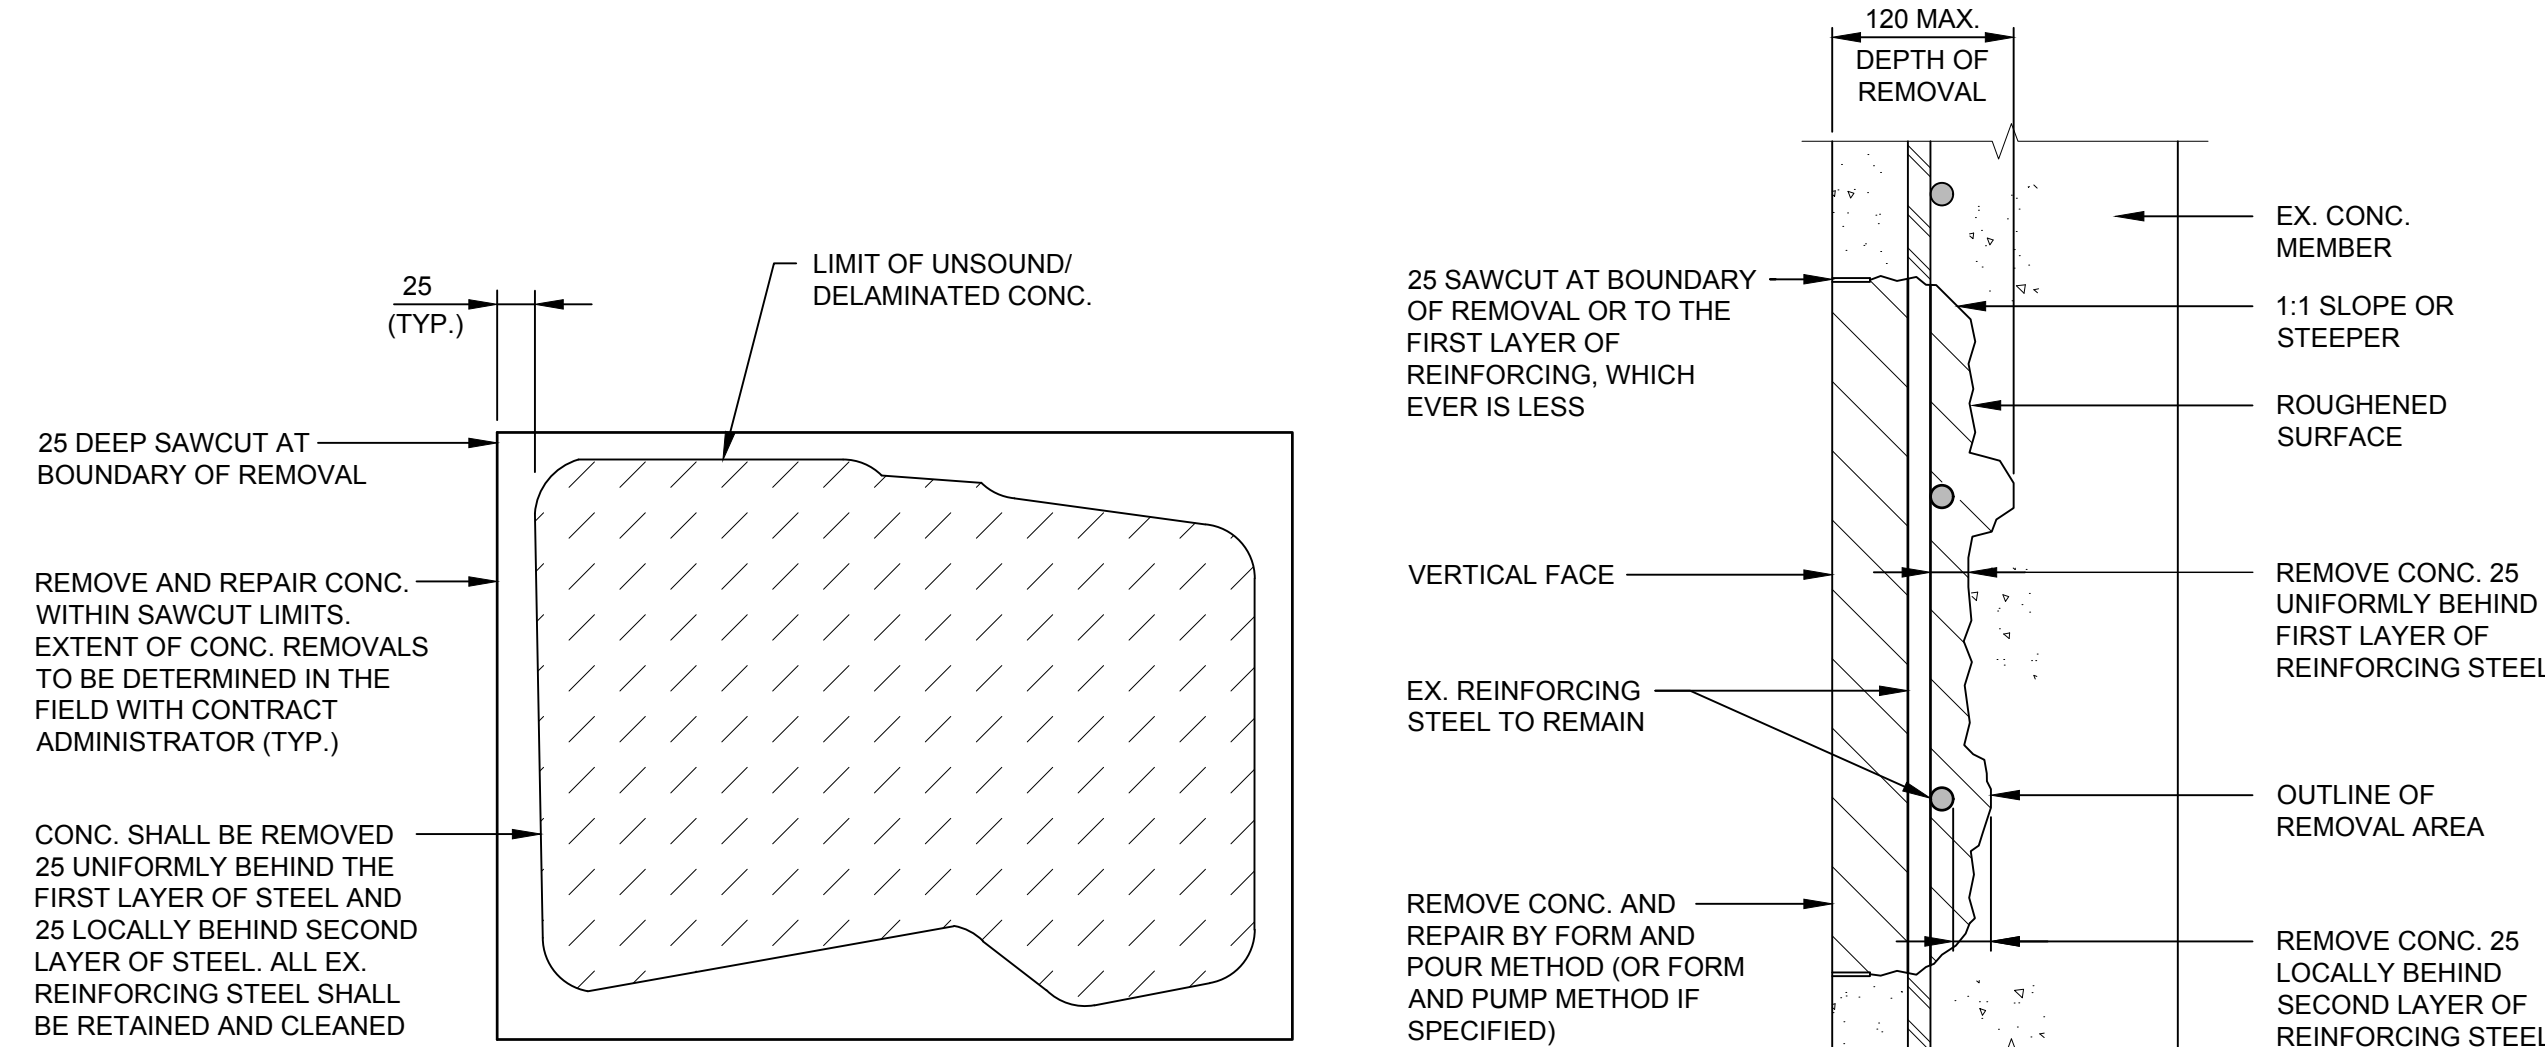 25
(TYP.)
LIMIT OF UNSOUND/
DELAMINATED CONC.
25 DEEP SAWCUT AT
BOUNDARY OF REMOVAL
REMOVE AND REPAIR CONC.
WITHIN SAWCUT LIMITS.
EXTENT OF CONC. REMOVALS
TO BE DETERMINED IN THE
FIELD WITH CONTRACT
ADMINISTRATOR (TYP.)
CONC. SHALL BE REMOVED
25 UNIFORMLY BEHIND THE
FIRST LAYER OF STEEL AND
25 LOCALLY BEHIND SECOND
LAYER OF STEEL. ALL EX.
REINFORCING STEEL SHALL
BE RETAINED AND CLEANED
120 MAX.
DEPTH OF
REMOVAL
25 SAWCUT AT BOUNDARY
OF REMOVAL OR TO THE
FIRST LAYER OF
REINFORCING, WHICH
EVER IS LESS
VERTICAL FACE
EX. REINFORCING
STEEL TO REMAIN
REMOVE CONC. AND
REPAIR BY FORM AND
POUR METHOD (OR FORM
AND PUMP METHOD IF
SPECIFIED)
EX. CONC.
MEMBER
1:1 SLOPE OR
STEEPER
ROUGHENED
SURFACE
REMOVE CONC. 25
UNIFORMLY BEHIND
FIRST LAYER OF
REINFORCING STEEL
OUTLINE OF
REMOVAL AREA
REMOVE CONC. 25
LOCALLY BEHIND
SECOND LAYER OF
REINFORCING STEEL